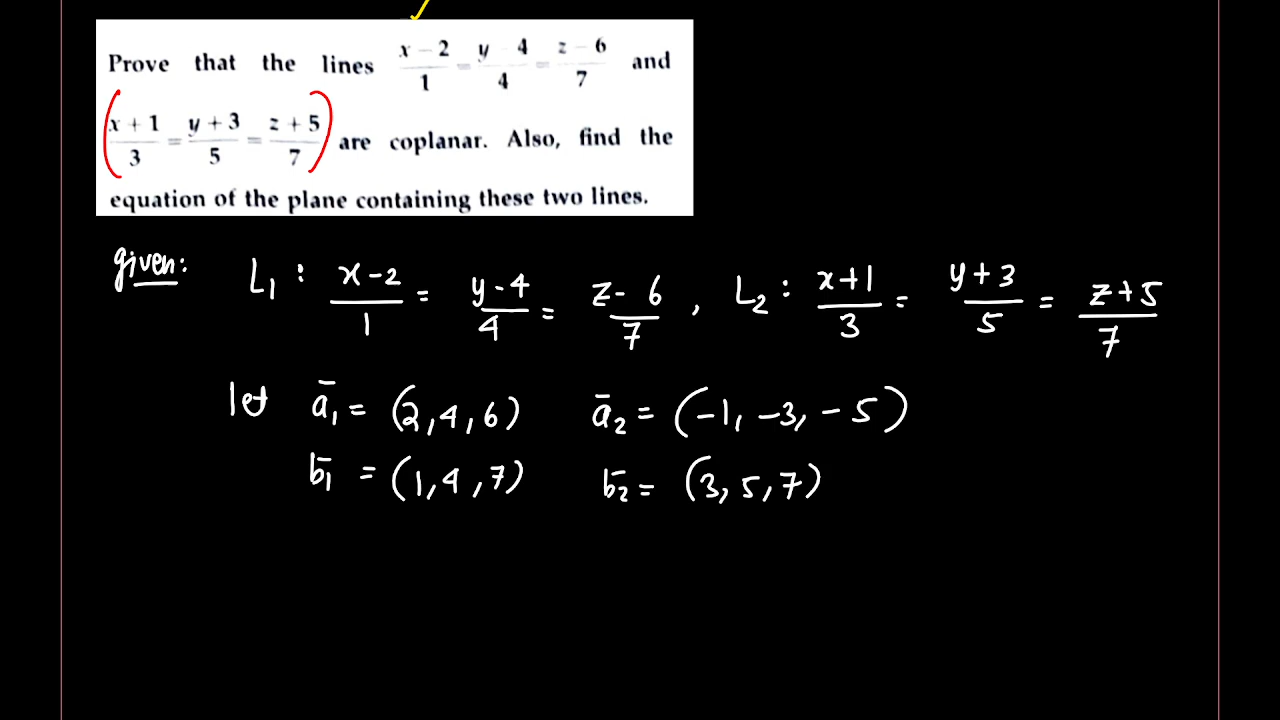 Prove that the lines x − 2/1 = y − 4/4 = z − 6/7 and
x + 1/3 = y + 3/5 = z + 5/7 are coplanar. Also, find the
equation of the plane containing these two lines.
given: L₁ : x−2/1 = y−4/4 = z−6/7 , L₂ : x+1/3 = y+3/5 = z+5/7
let a̅₁ = (2,4,6) a̅₂ = (−1, −3, −5)
b̅₁ = (1,4,7) b̅₂ = (3,5,7)